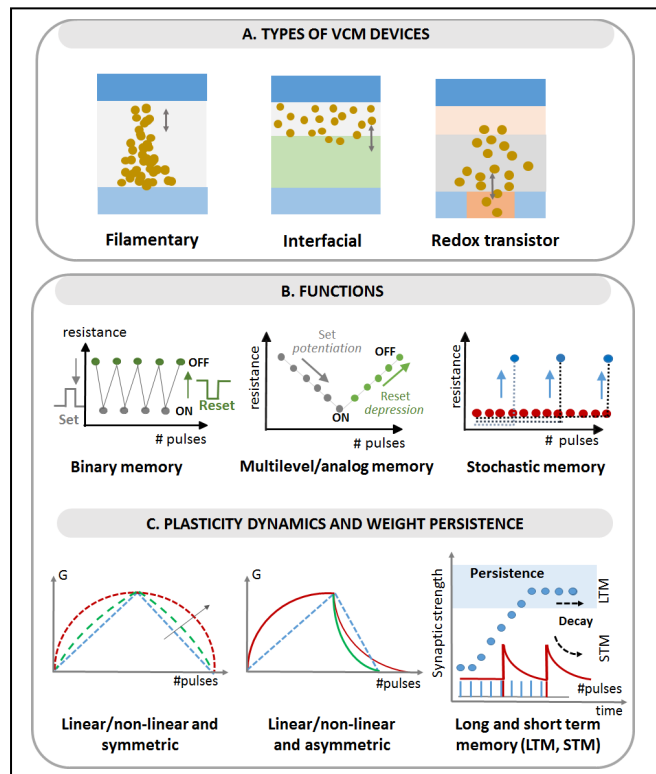 A. TYPES OF VCM DEVICES
Filamentary
Interfacial
Redox transistor
B. FUNCTIONS
resistance
OFF
ON
Set
Reset
# pulses
Binary memory
resistance
Set
potentiation
OFF
ON
Reset
depression
# pulses
Multilevel/analog memory
resistance
# pulses
Stochastic memory
C. PLASTICITY DYNAMICS AND WEIGHT PERSISTENCE
G
#pulses
Linear/non-linear and
symmetric
G
#pulses
Linear/non-linear
and asymmetric
Synaptic strength
Persistence
LTM
Decay
STM
#pulses
time
Long and short term
memory (LTM, STM)